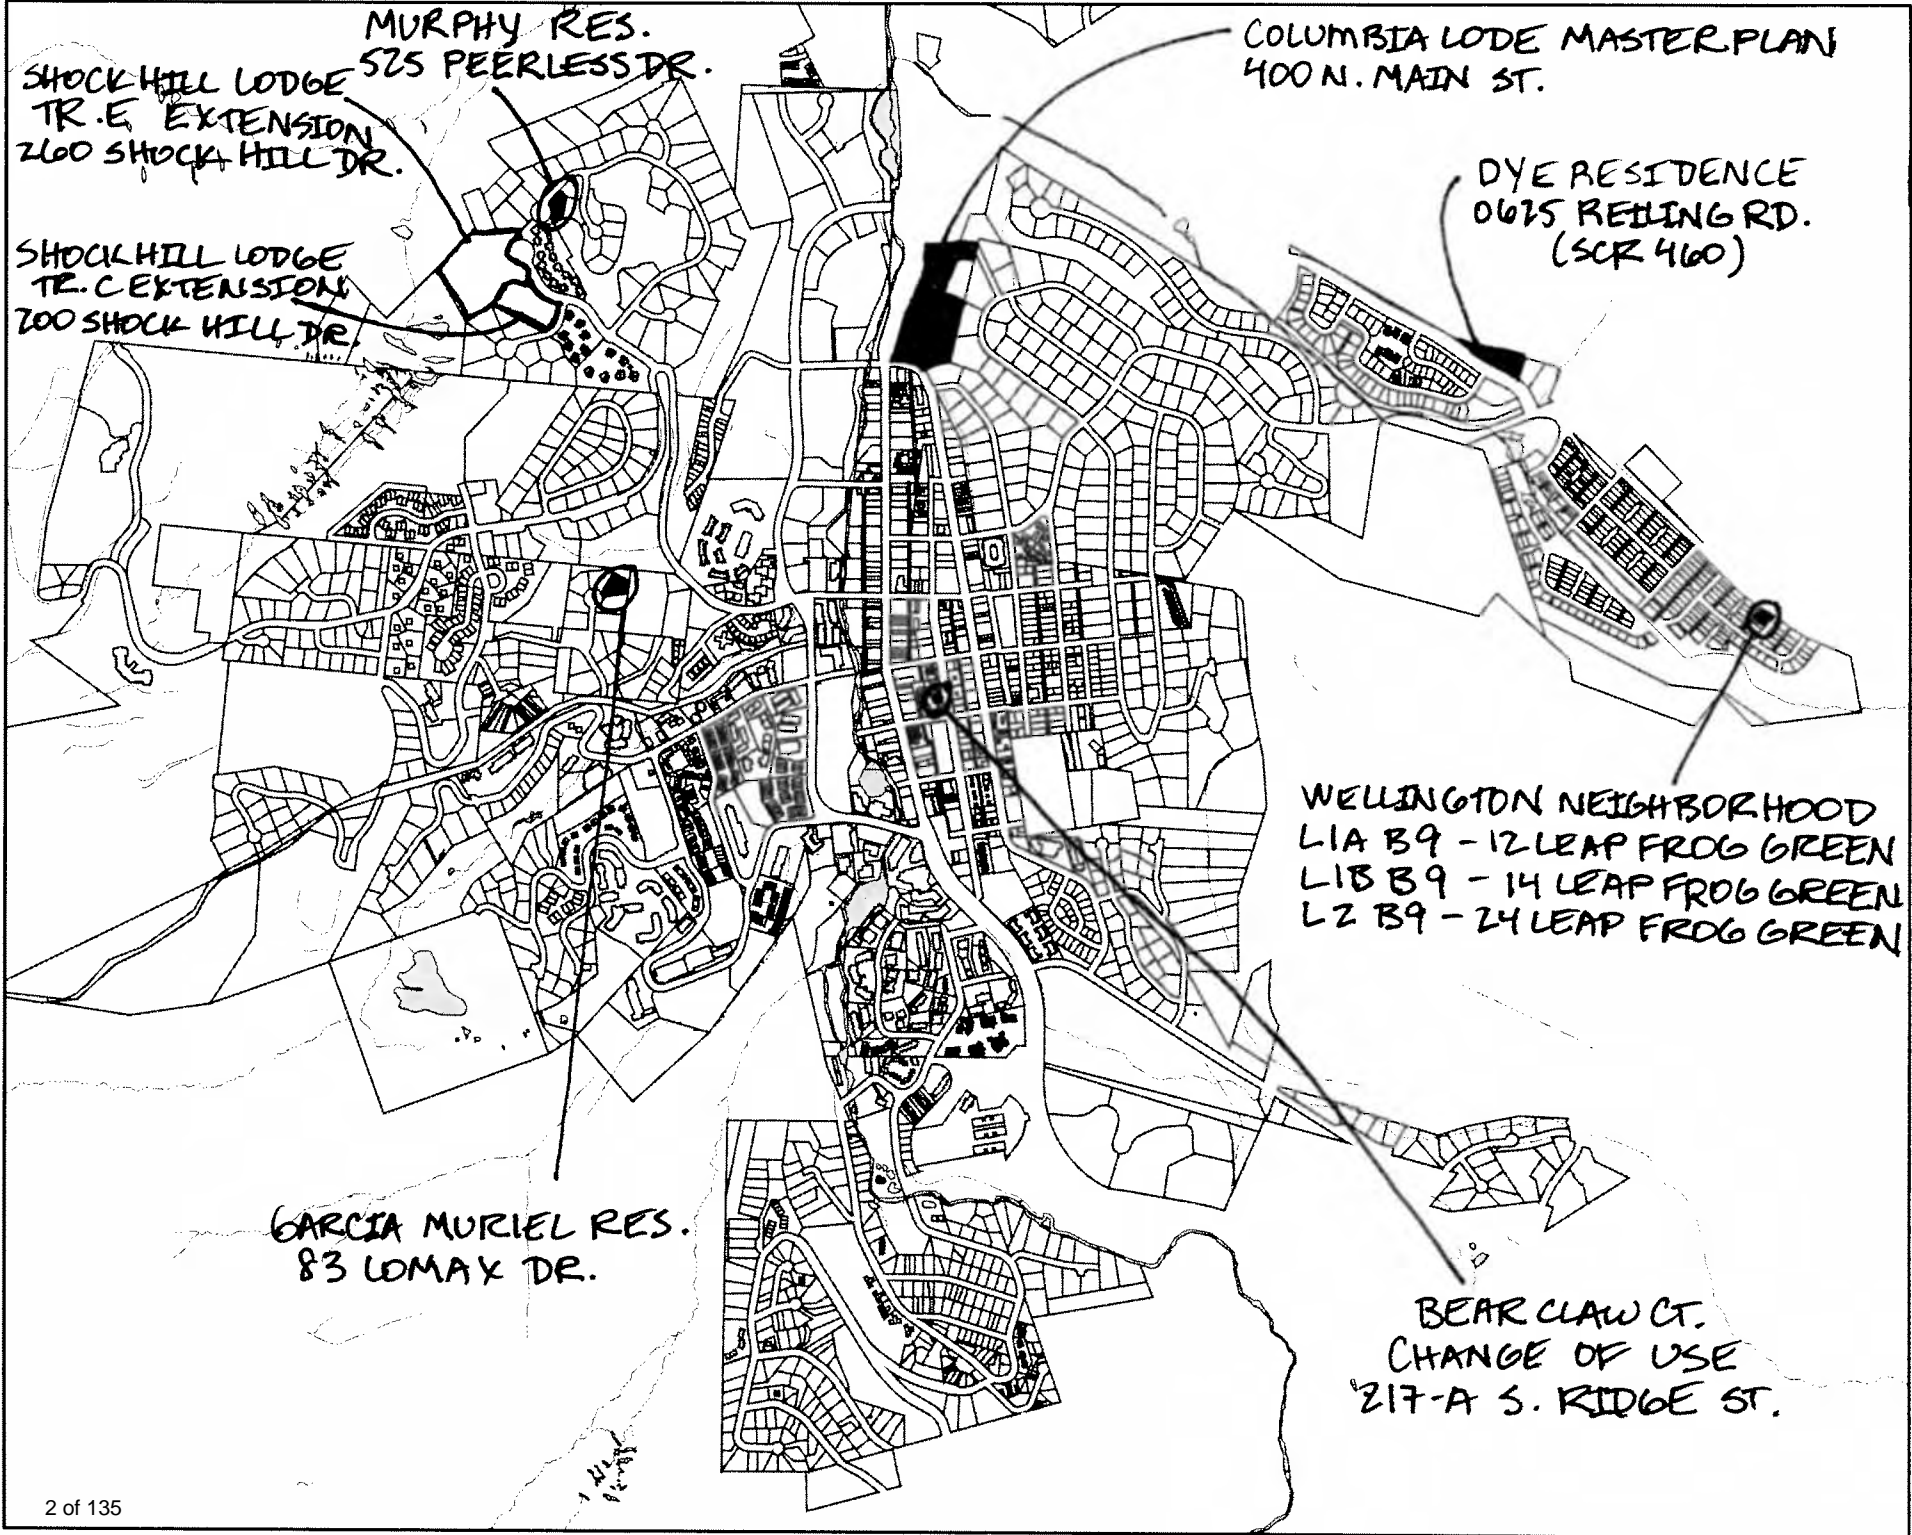 MURPHY RES.
525 PEERLESS DR.
SHOCK HILL LODGE
TR.E EXTENSION
260 SHOCK HILL DR.
SHOCK HILL LODGE
TR. C EXTENSION
200 SHOCK HILL DR.
COLUMBIA LODE MASTER PLAN
400 N. MAIN ST.
DYE RESIDENCE
0625 REILING RD.
(SCR 460)
WELLINGTON NEIGHBORHOOD
L1A B9 - 12 LEAP FROG GREEN
L1B B9 - 14 LEAP FROG GREEN
L2 B9 - 24 LEAP FROG GREEN
GARCIA MURIEL RES.
83 LOMAX DR.
BEAR CLAW CT.
CHANGE OF USE
217-A S. RIDGE ST.
2 of 135